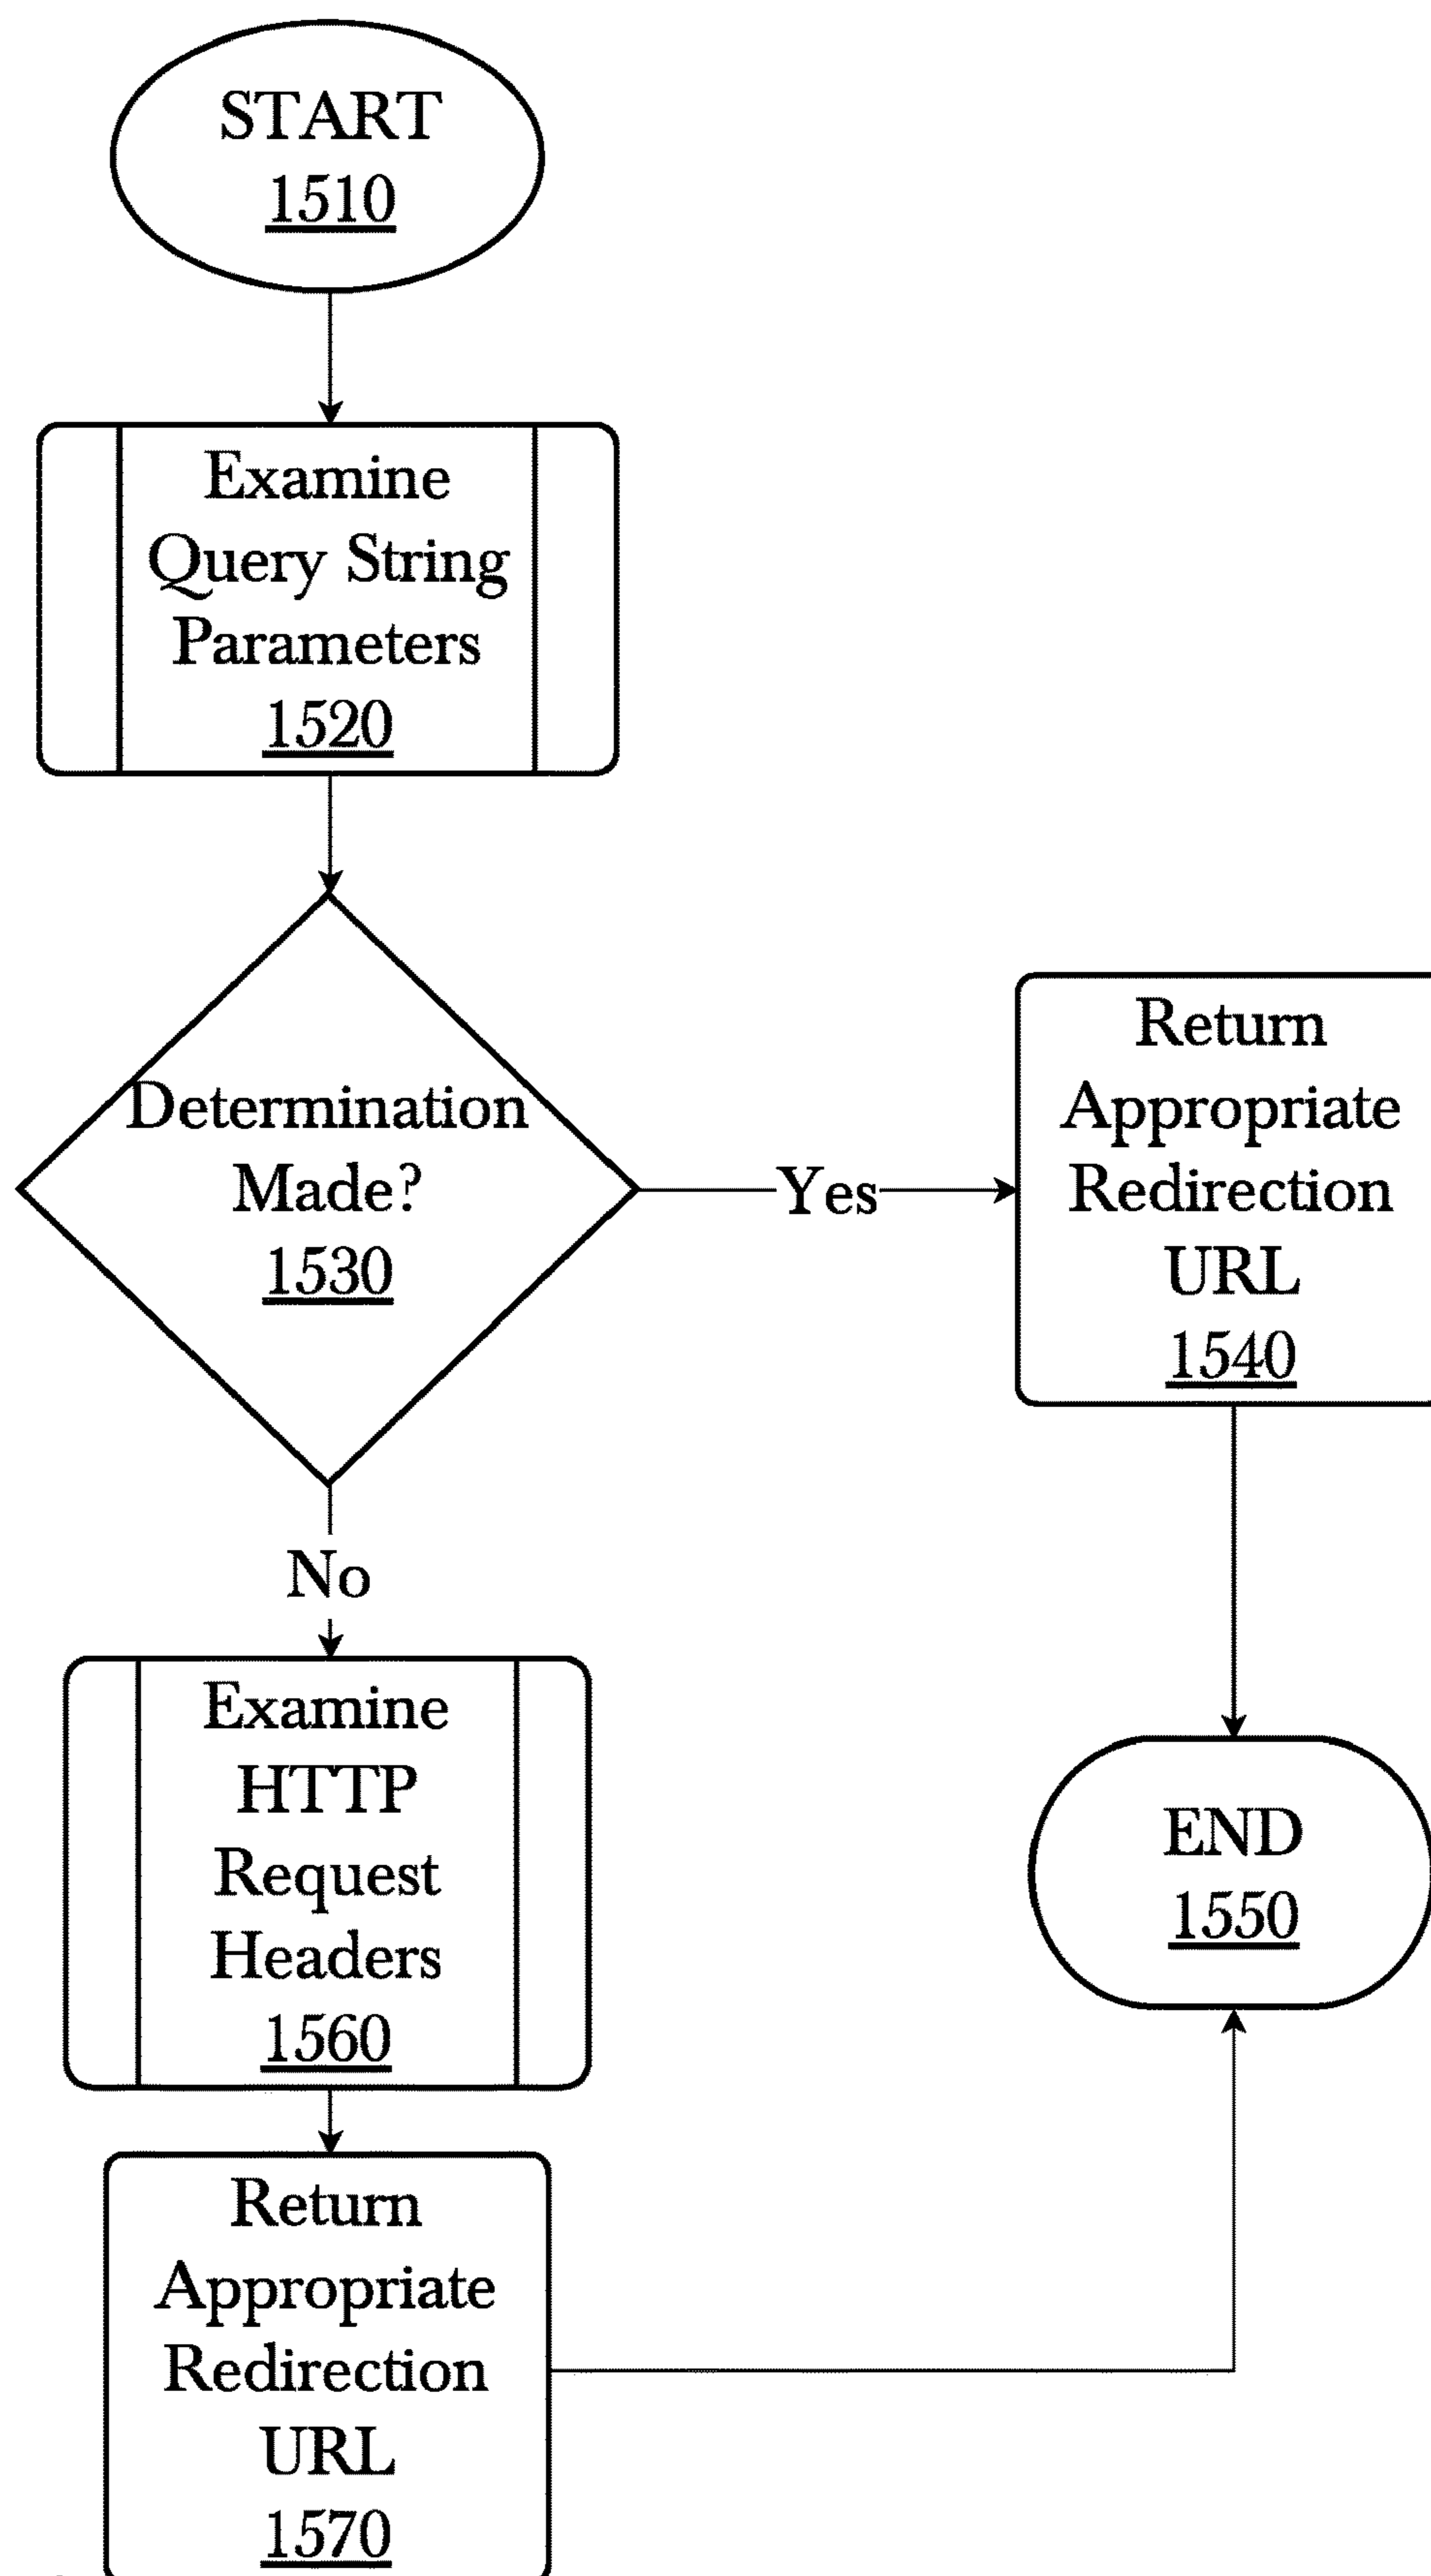 START
1510
Examine
Query String
Parameters
1520
Determination
Made?
1530
Yes
Return
Appropriate
Redirection
URL
1540
No
Examine
HTTP
Request
Headers
1560
END
1550
Return
Appropriate
Redirection
URL
1570